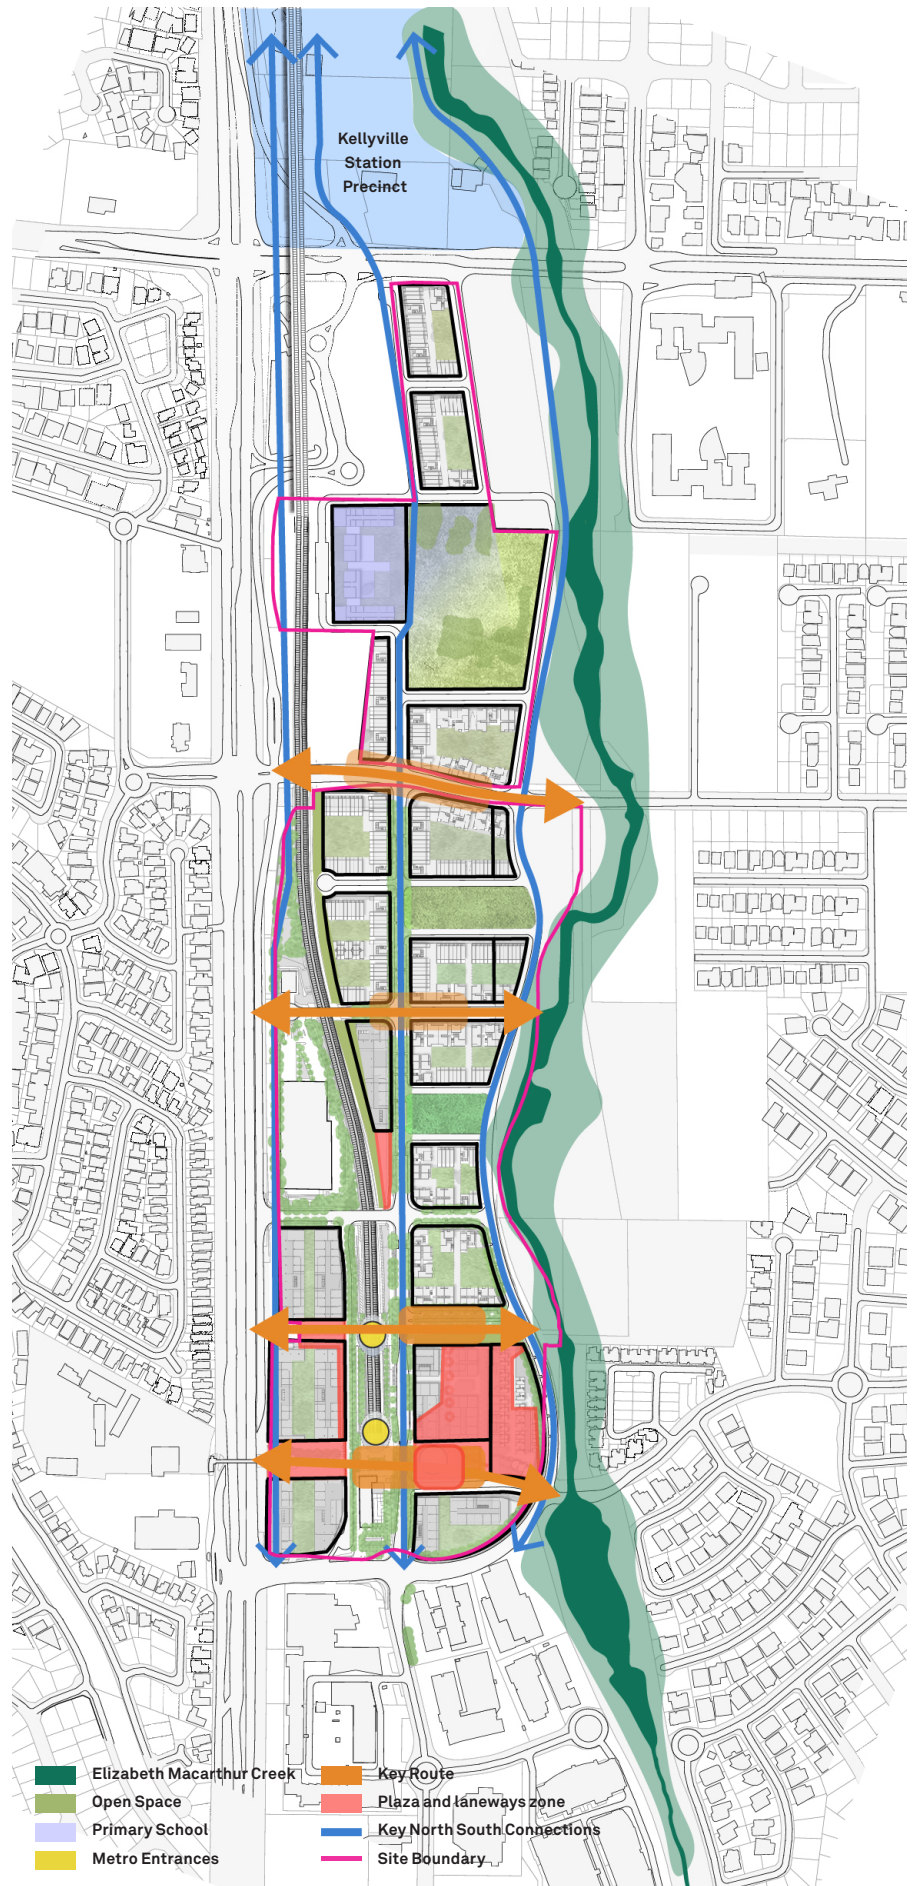 Kellyville
Station
Precinct
Elizabeth Macarthur Creek
Open Space
Primary School
Metro Entrances
Key Route
Plaza and laneways zone
Key North South Connections
Site Boundary